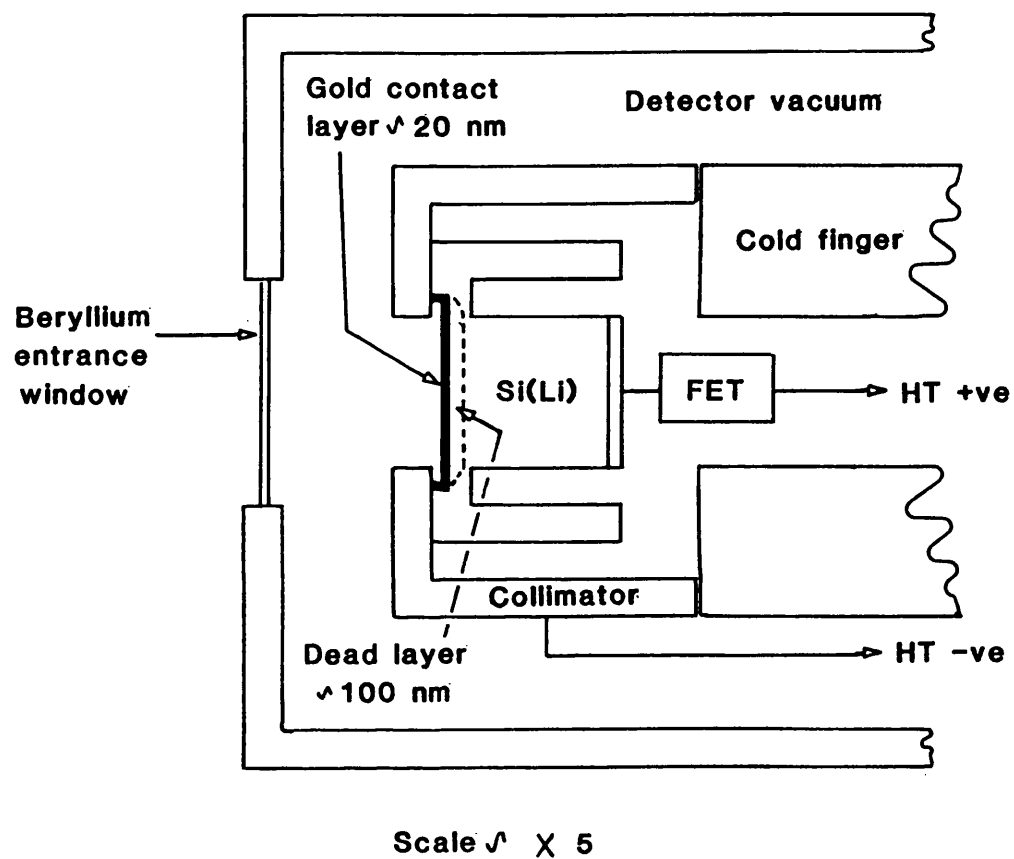 Gold contact
layer ∿ 20 nm
Detector vacuum
Cold finger
Beryllium
entrance
window
Si(Li)
FET
HT +ve
Collimator
Dead layer
∿ 100 nm
HT -ve
Scale ∿ X 5